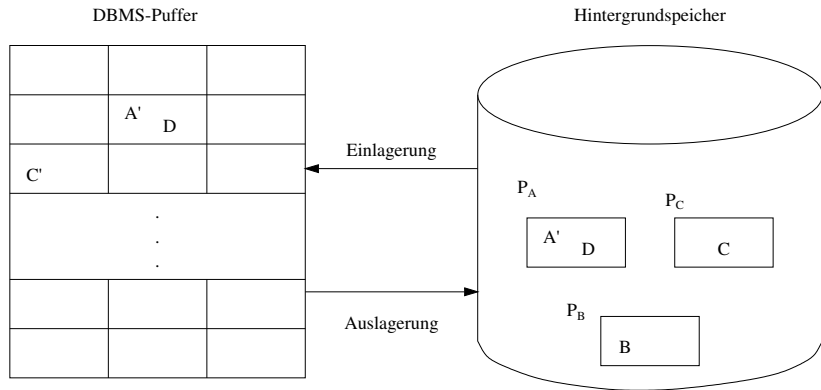 DBMS-Puffer
Hintergrundspeicher
A'
D
C'
.
.
.
Einlagerung
Auslagerung
P_A
A'
D
P_C
C
P_B
B